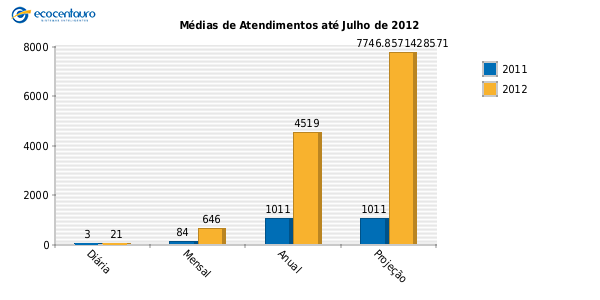 ecocentauro
Médias de Atendimentos até Julho de 2012
7746.8571428571
8000
6000
4000
2000
0
3
21
84
646
1011
4519
1011
Diária
Mensal
Anual
Projeção
2011
2012